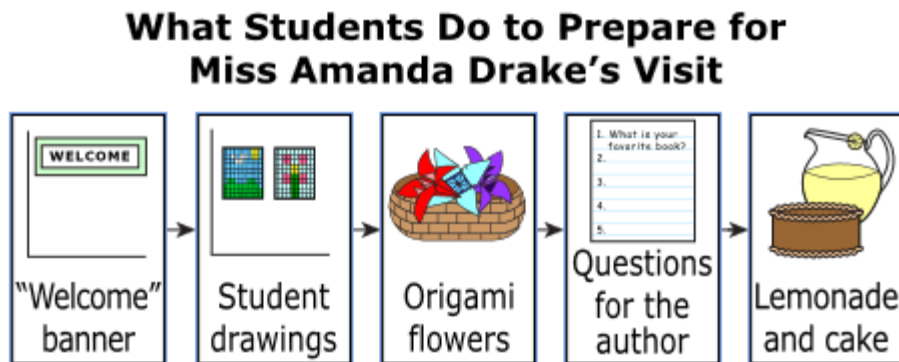 What Students Do to Prepare for
Miss Amanda Drake's Visit
WELCOME
"Welcome"
banner
Student
drawings
Origami
flowers
1. What is your
favorite book?
2.
3.
4.
5.
Questions
for the
author
Lemonade
and cake